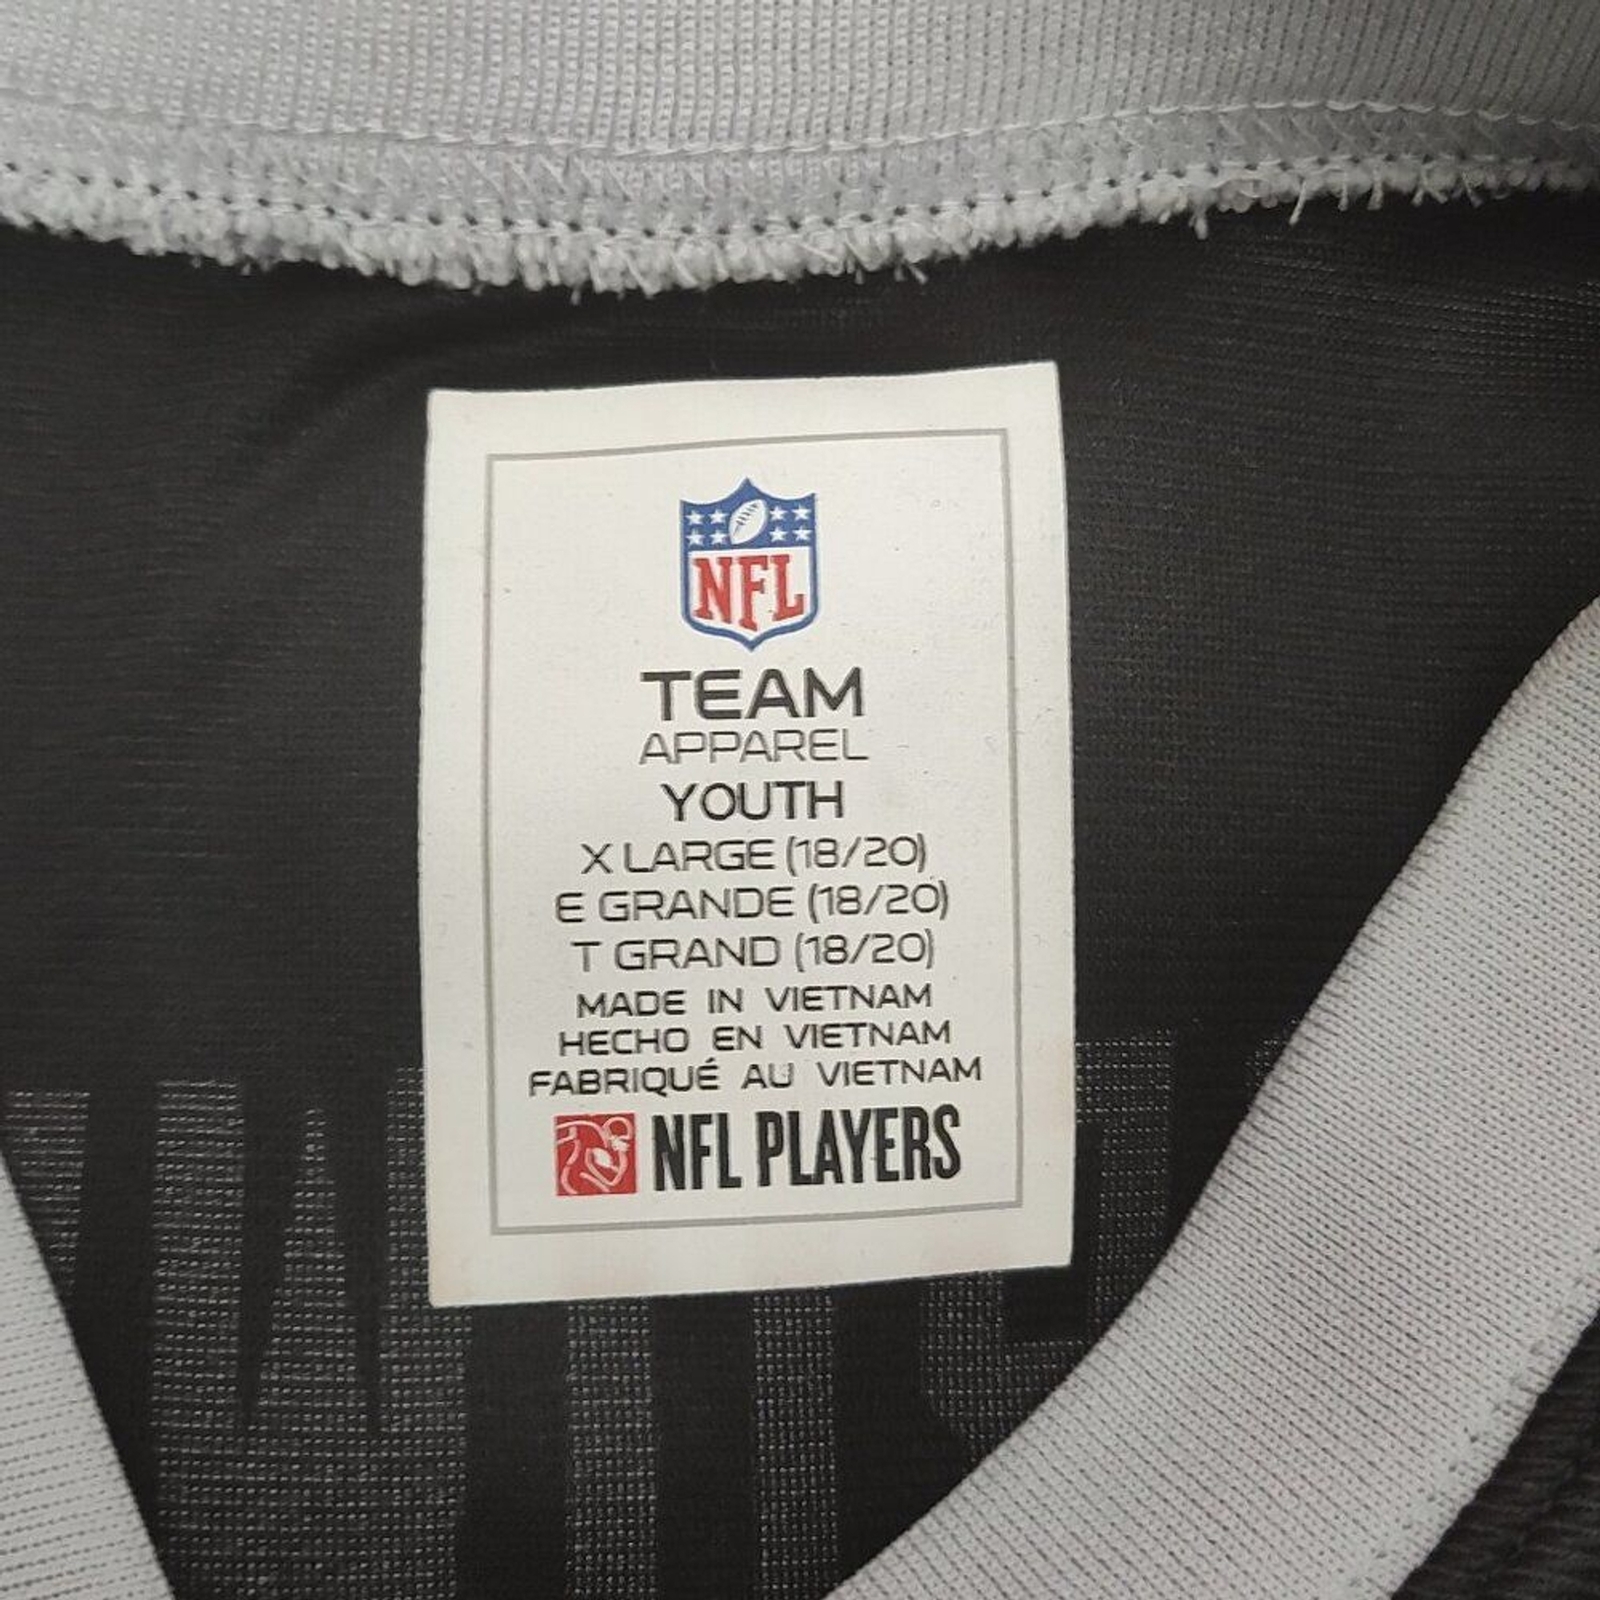 NFL
TEAM
APPAREL
YOUTH
X LARGE (18/20)
E GRANDE (18/20)
T GRAND (18/20)
MADE IN VIETNAM
HECHO EN VIETNAM
FABRIQUÉ AU VIETNAM
NFL PLAYERS